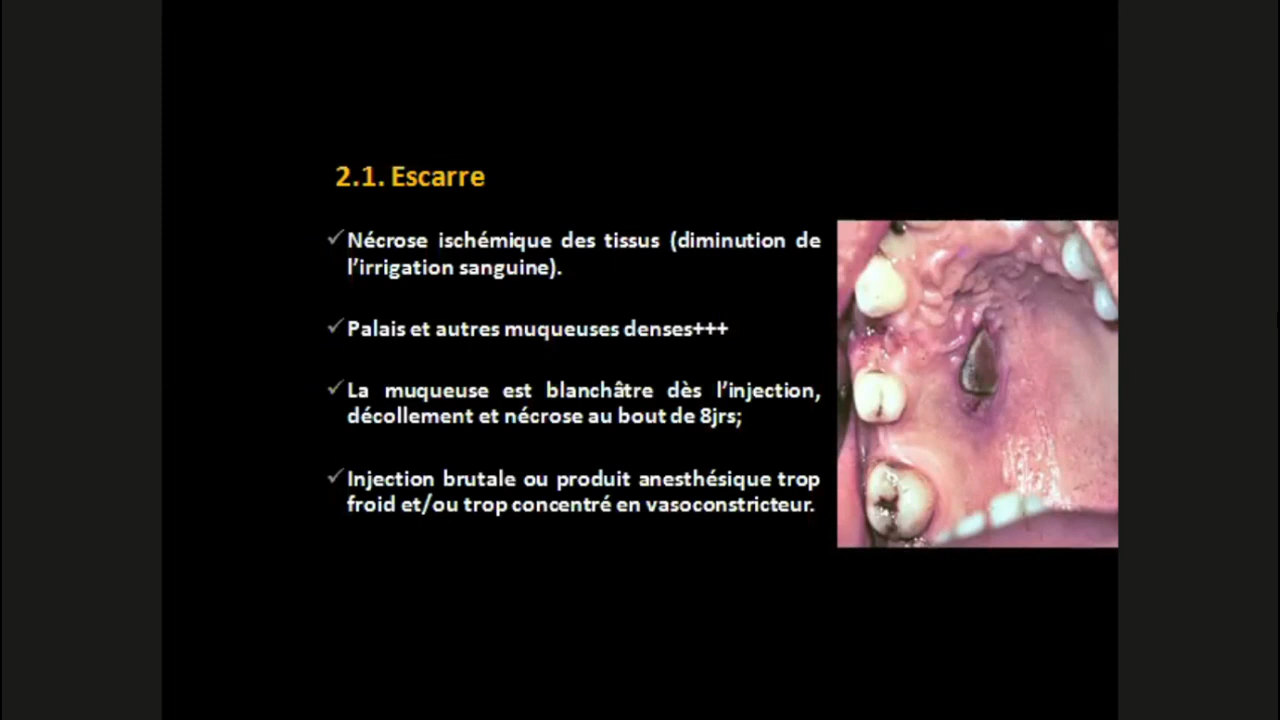 2.1. Escarre
✓Nécrose ischémique des tissus (diminution de
l’irrigation sanguine).
✓Palais et autres muqueuses denses+++
✓La muqueuse est blanchâtre dès l’injection,
décollement et nécrose au bout de 8jrs;
✓Injection brutale ou produit anesthésique trop
froid et/ou trop concentré en vasoconstricteur.